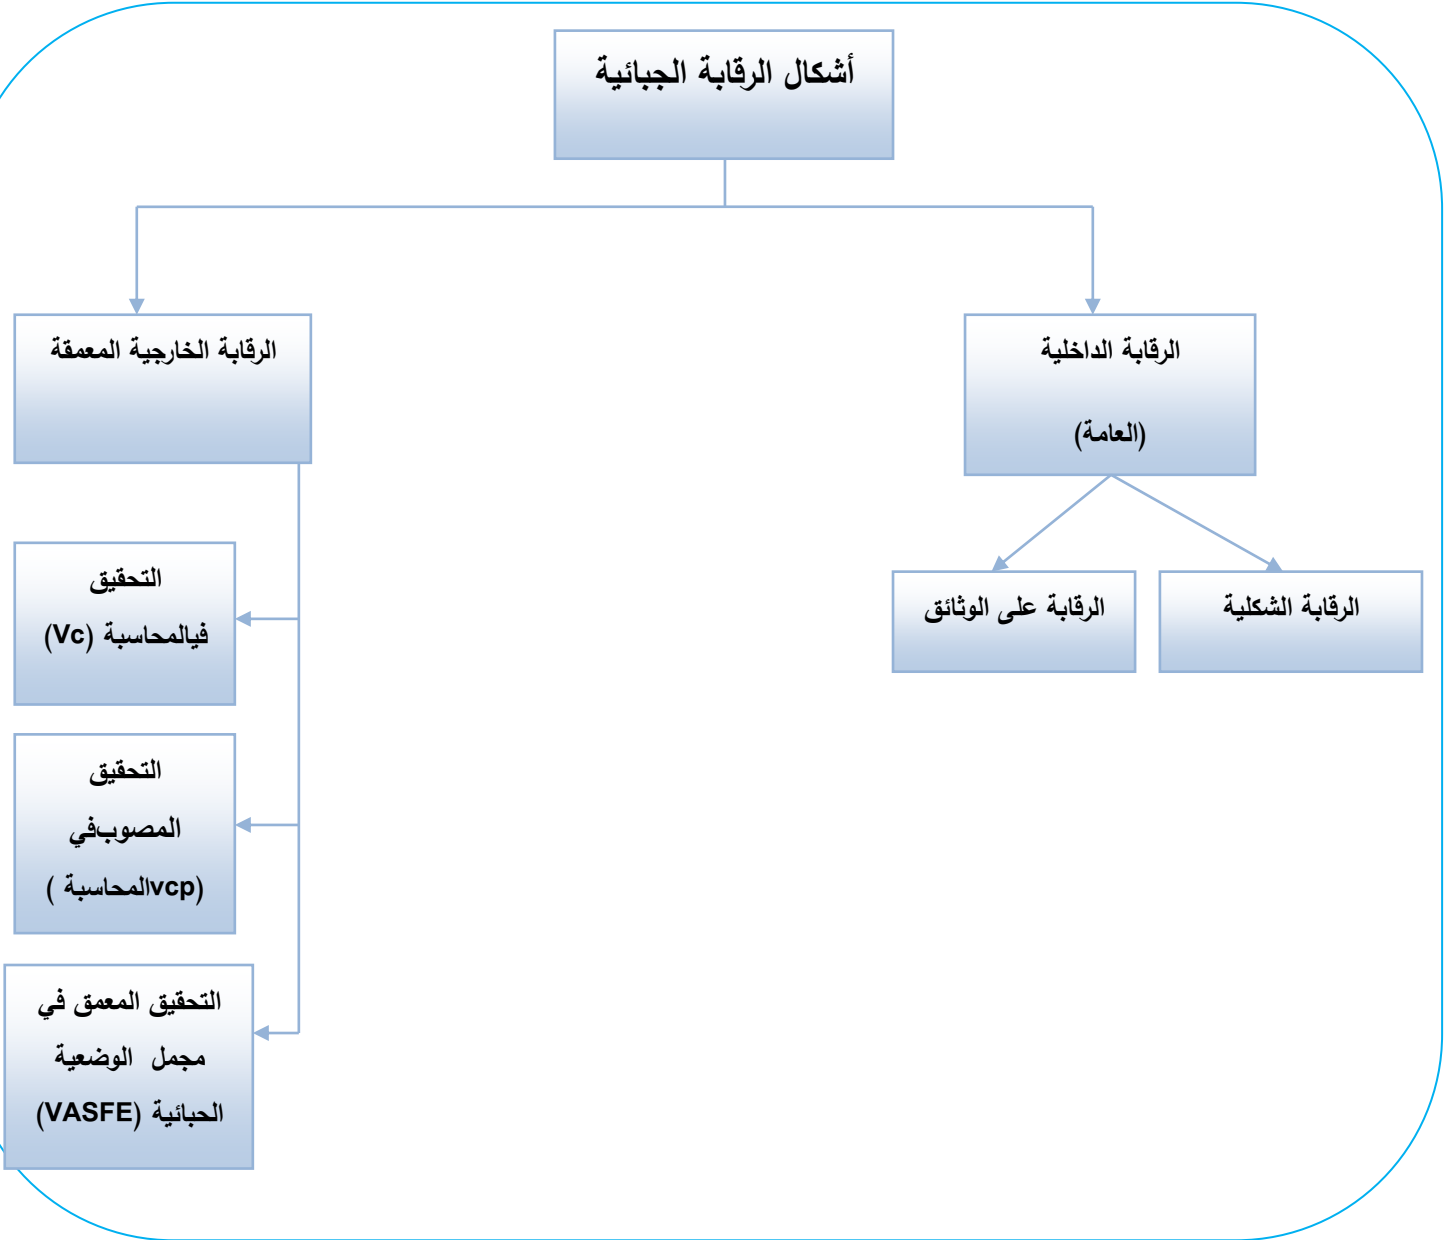 أشكال الرقابة الجبائية
الرقابة الداخلية
(العامة)
الرقابة الخارجية المعمقة
الرقابة الشكلية
الرقابة على الوثائق
التحقيق
فيالمحاسبة (Vc)
التحقيق
المصوبفي
(vcpالمحاسبة )
التحقيق المعمق في
مجمل الوضعية
الحبائية (VASFE)